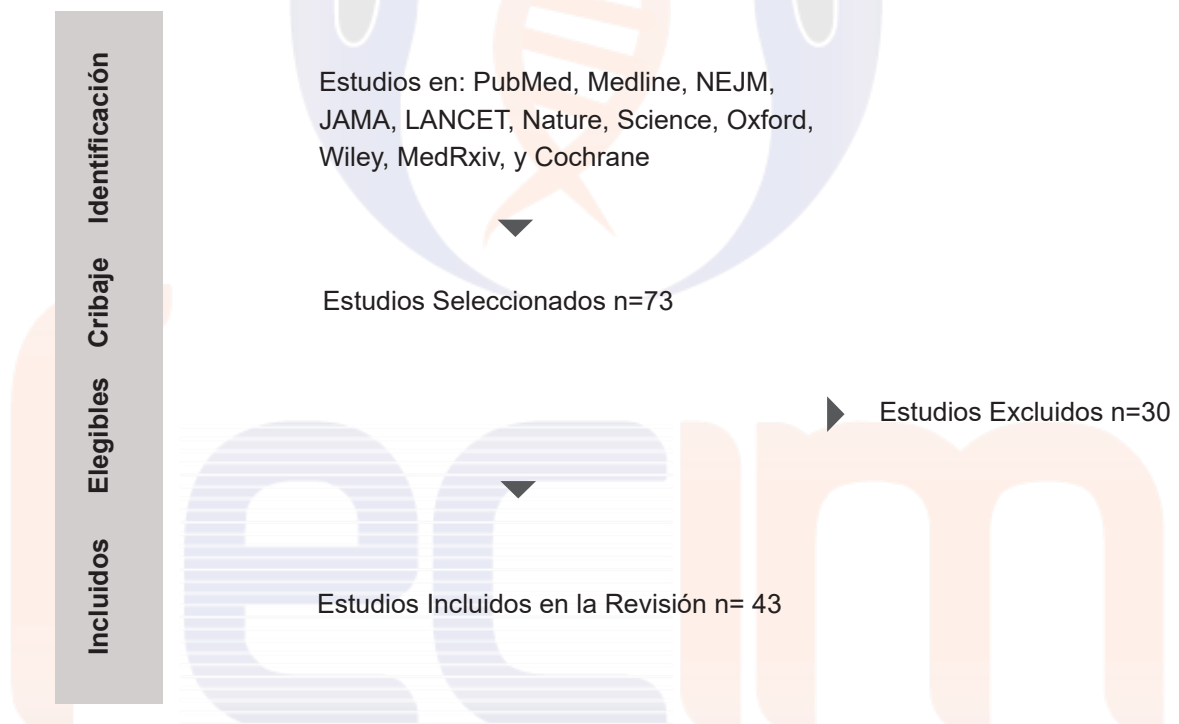 Identificación
Estudios en: PubMed, Medline, NEJM,
JAMA, LANCET, Nature, Science, Oxford,
Wiley, MedRxiv, y Cochrane
Cribaje
Estudios Seleccionados n=73
Elegibles
Estudios Excluidos n=30
Incluidos
Estudios Incluidos en la Revisión n= 43
recim